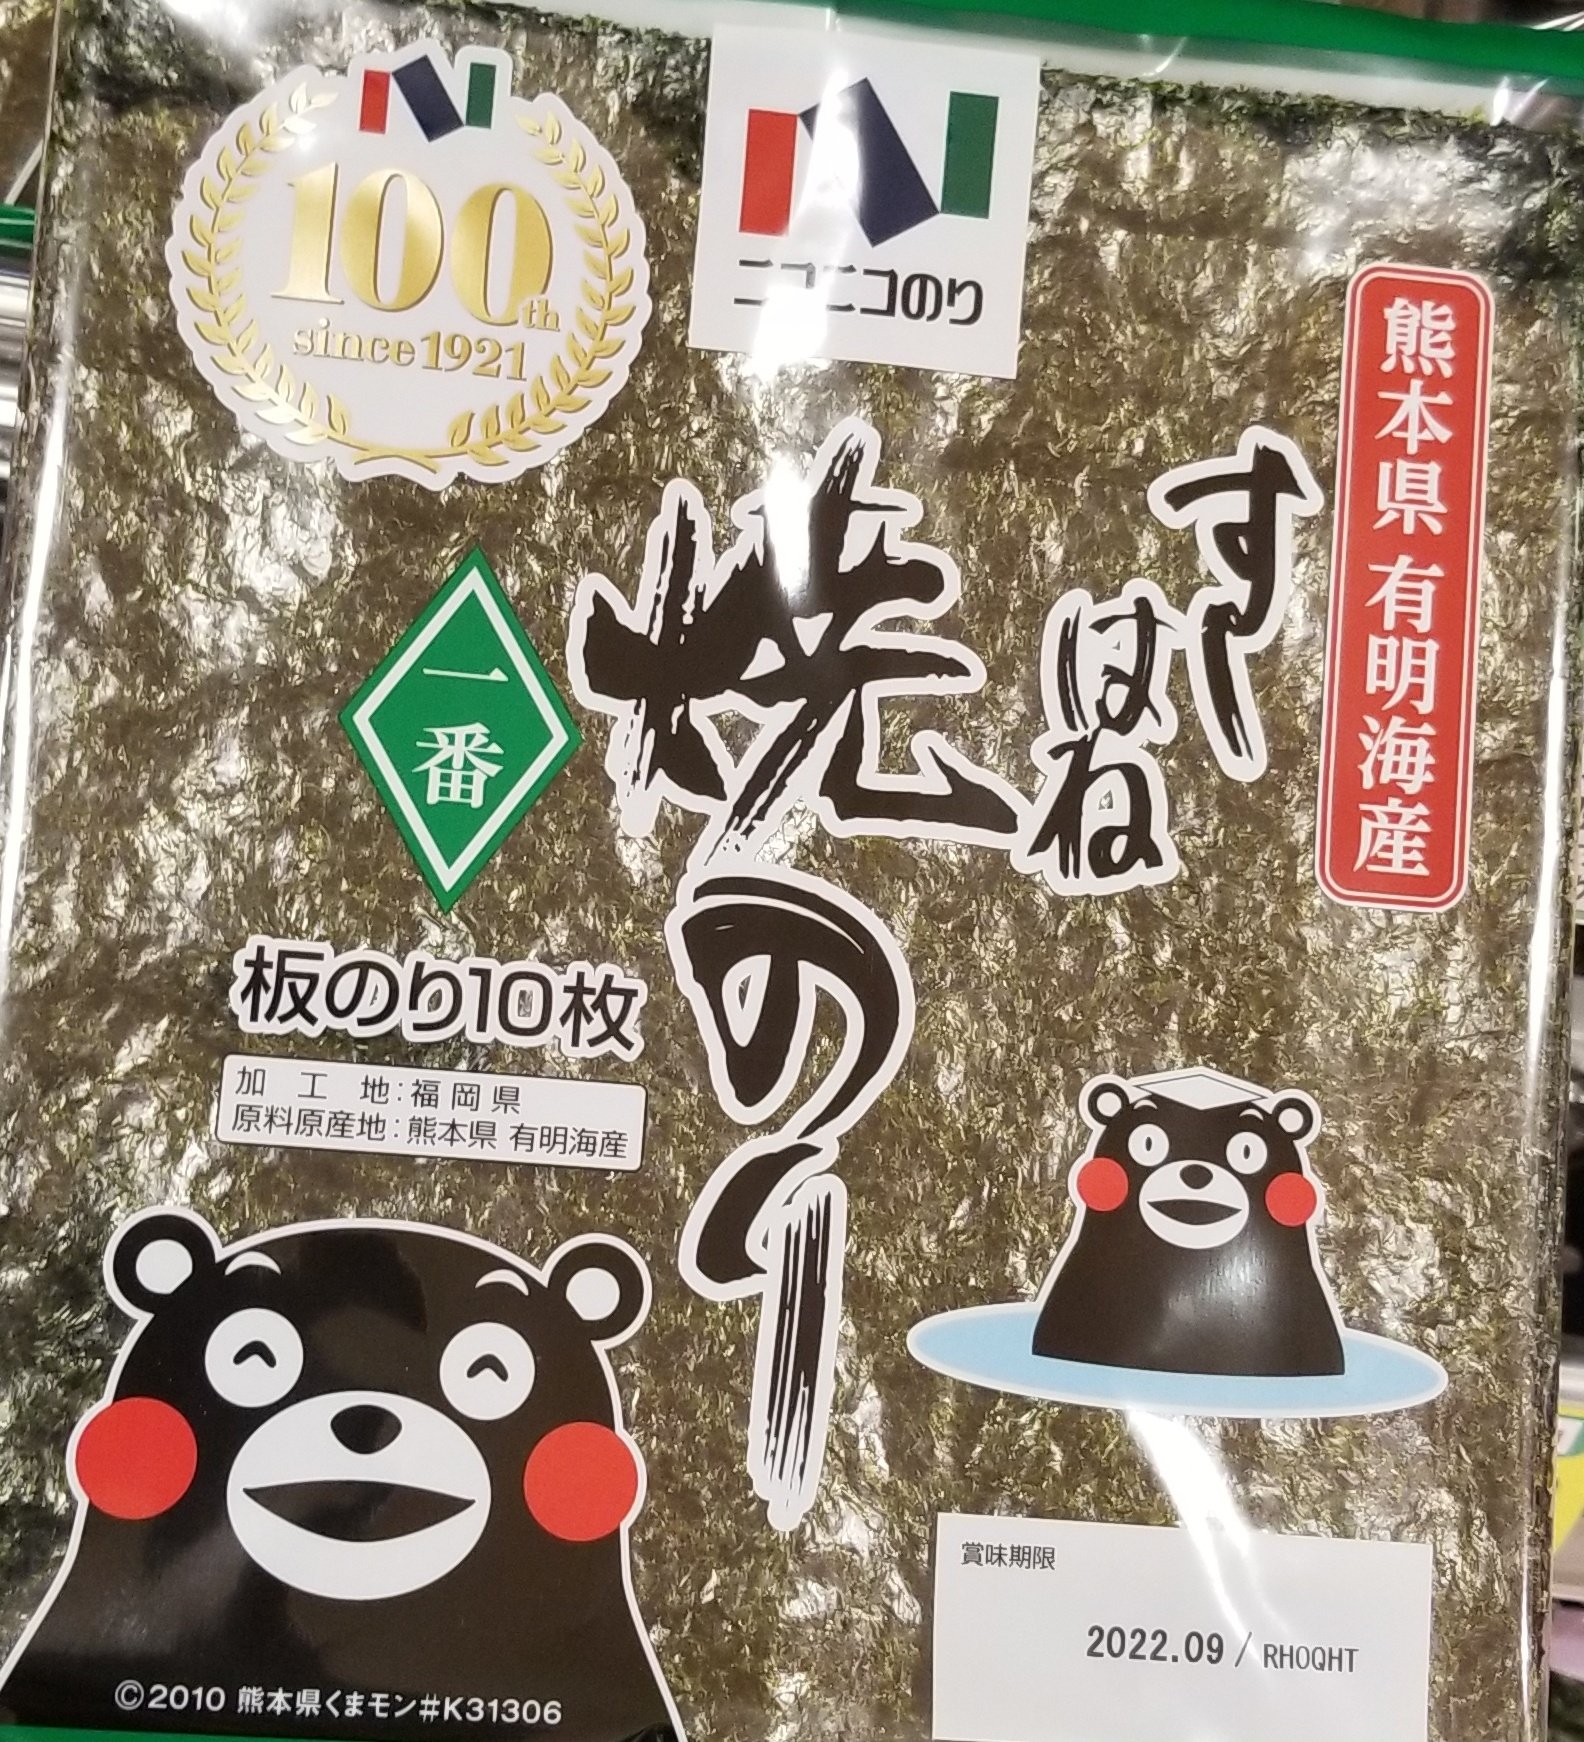 100th
since 1921
ニコニコのり
熊本県 有明海産
すし
はね
焼のり
一番
板のり10枚
加工地:福岡県
原料原産地:熊本県 有明海産
賞味期限
2022.09 / RHOQHT
©2010 熊本県くまモン#K31306